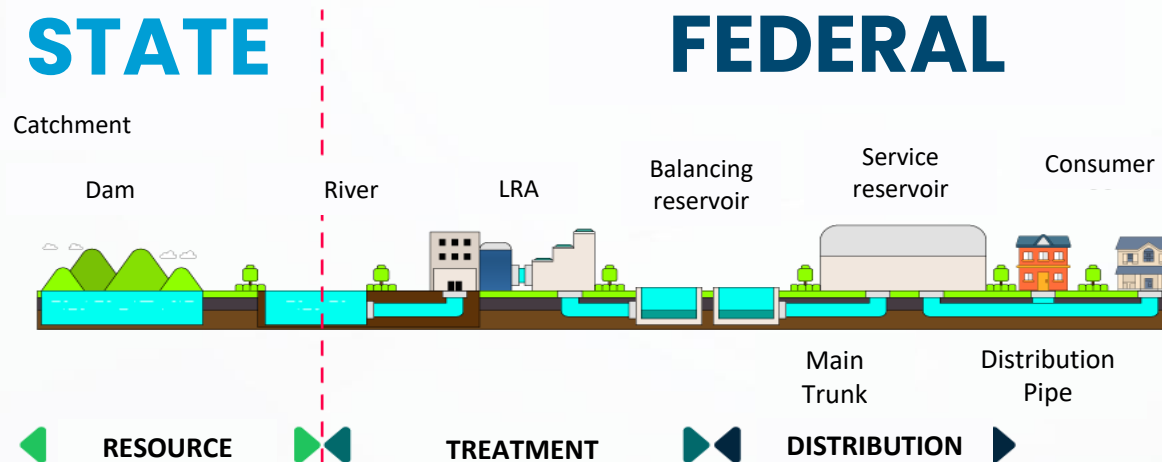 STATE
FEDERAL
Catchment
Dam
River
LRA
Balancing
reservoir
Service
reservoir
Consumer
Main
Trunk
Distribution
Pipe
RESOURCE
TREATMENT
DISTRIBUTION